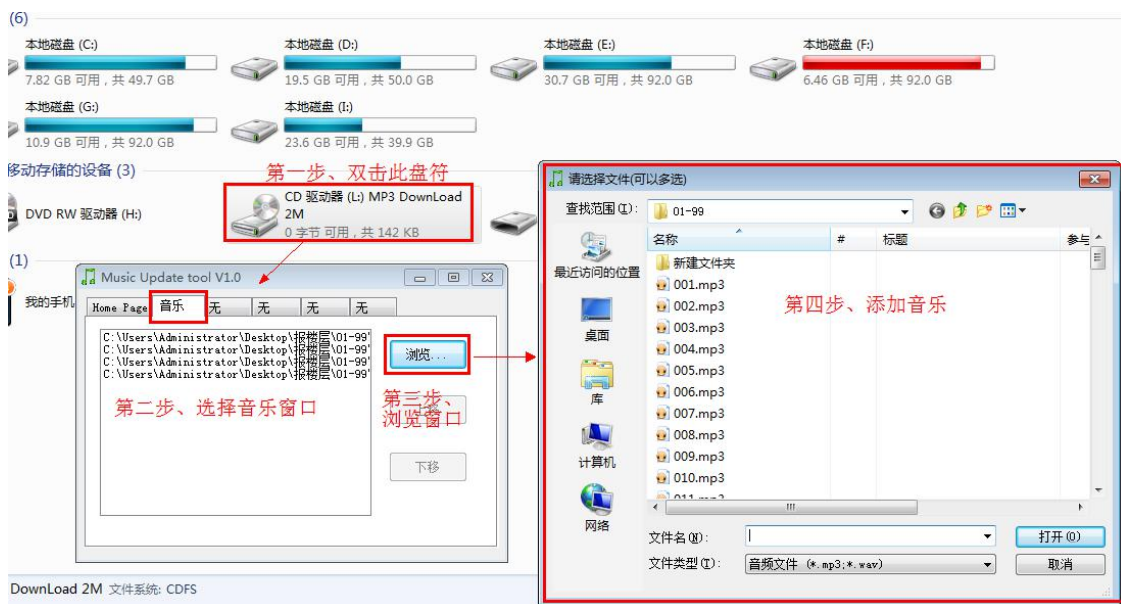 (6)
本地磁盘 (C:)
7.82 GB 可用，共 49.7 GB
本地磁盘 (D:)
19.5 GB 可用，共 50.0 GB
本地磁盘 (E:)
30.7 GB 可用，共 92.0 GB
本地磁盘 (F:)
6.46 GB 可用，共 92.0 GB
本地磁盘 (G:)
10.9 GB 可用，共 92.0 GB
本地磁盘 (I:)
23.6 GB 可用，共 39.9 GB
移动存储的设备 (3)
第一步、双击此盘符
DVD RW 驱动器 (H:)
CD 驱动器 (L:) MP3 DownLoad
2M
0 字节 可用，共 142 KB
(1)
我的手机
Music Update tool V1.0
Home Page 音乐 无 无 无 无
C:\Users\Administrator\Desktop\报楼层\01-99'
C:\Users\Administrator\Desktop\报楼层\01-99'
C:\Users\Administrator\Desktop\报楼层\01-99'
C:\Users\Administrator\Desktop\报楼层\01-99'
浏览...
第二步、选择音乐窗口
第三步、
浏览窗口
下移
请选择文件(可以多选)
查找范围(I):
01-99
最近访问的位置
桌面
库
计算机
网络
名称 # 标题 参与
新建文件夹
001.mp3
002.mp3
003.mp3
004.mp3
005.mp3
006.mp3
007.mp3
008.mp3
009.mp3
010.mp3
011.mp3
第四步、添加音乐
文件名(N):
打开(O)
文件类型(T):
音频文件 (*.mp3;*.wav)
取消
DownLoad 2M 文件系统: CDFS